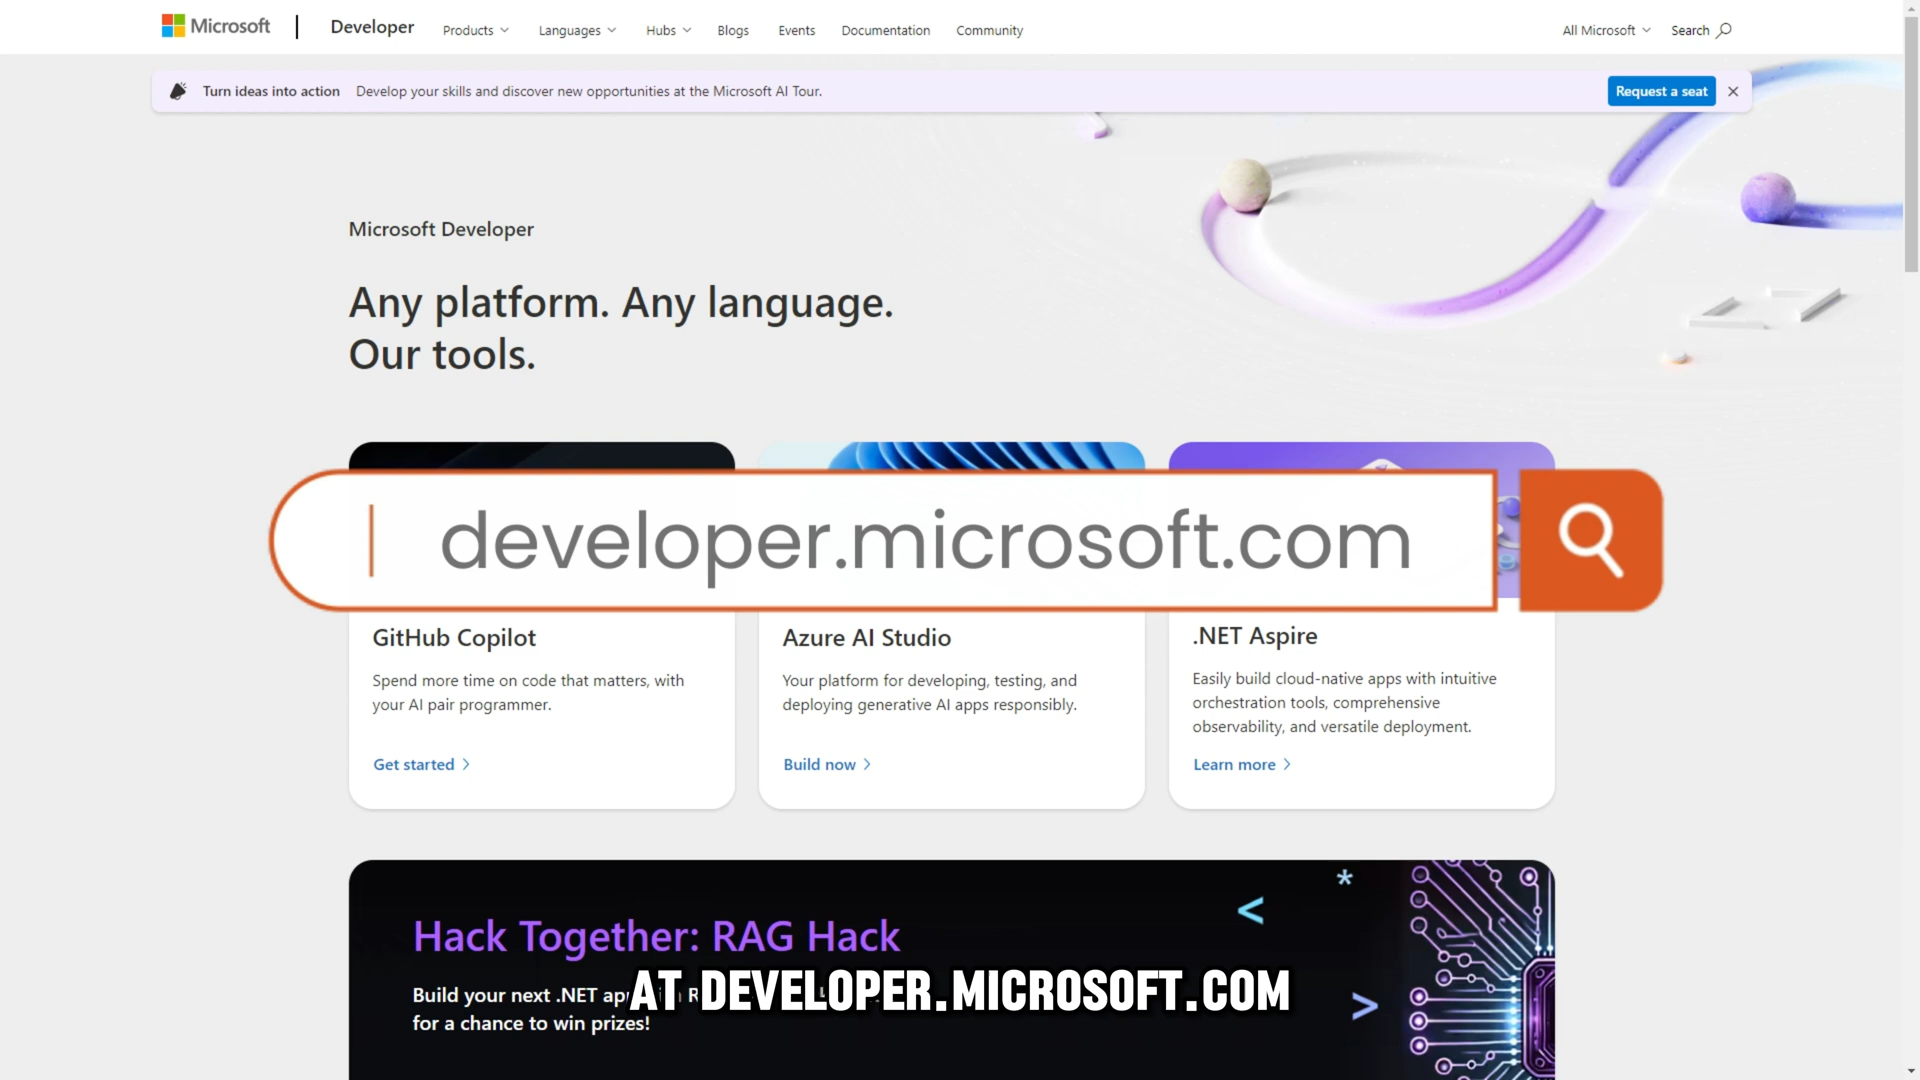 Microsoft
Developer
Products
Languages
Hubs
Blogs
Events
Documentation
Community
All Microsoft
Search
Turn ideas into action
Develop your skills and discover new opportunities at the Microsoft AI Tour.
Request a seat
Microsoft Developer
Any platform. Any language.
Our tools.
developer.microsoft.com
GitHub Copilot
Spend more time on code that matters, with
your AI pair programmer.
Get started
Azure AI Studio
Your platform for developing, testing, and
deploying generative AI apps responsibly.
Build now
.NET Aspire
Easily build cloud-native apps with intuitive
orchestration tools, comprehensive
observability, and versatile deployment.
Learn more
Hack Together: RAG Hack
Build your next .NET
for a chance to win prizes!
AT DEVELOPER.MICROSOFT.COM